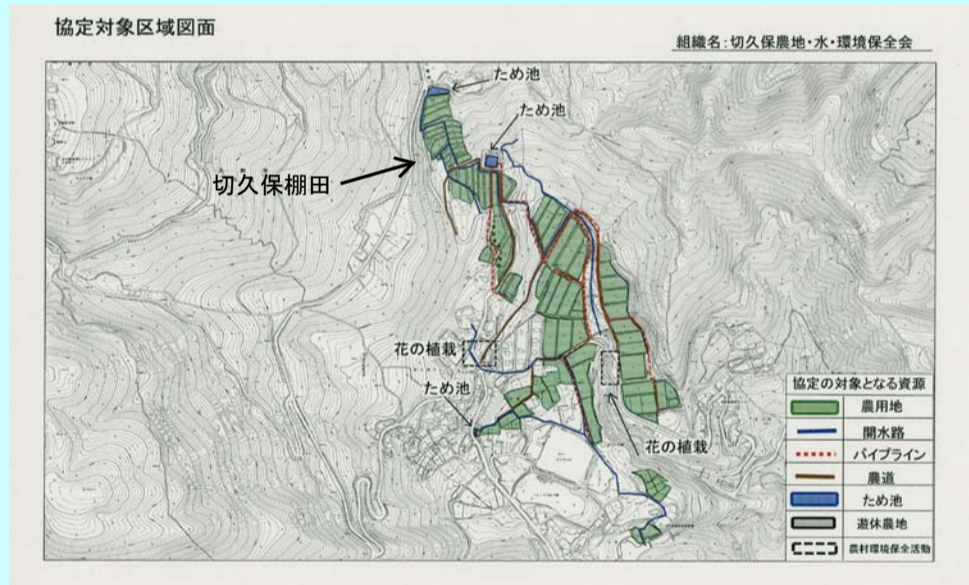 協定対象区域図面
組織名:切久保農地・水・環境保全会
ため池
ため池
切久保棚田
花の植栽
ため池
花の植栽
協定の対象となる資源
農用地
開水路
パイプライン
農道
ため池
遊休農地
農村環境保全活動